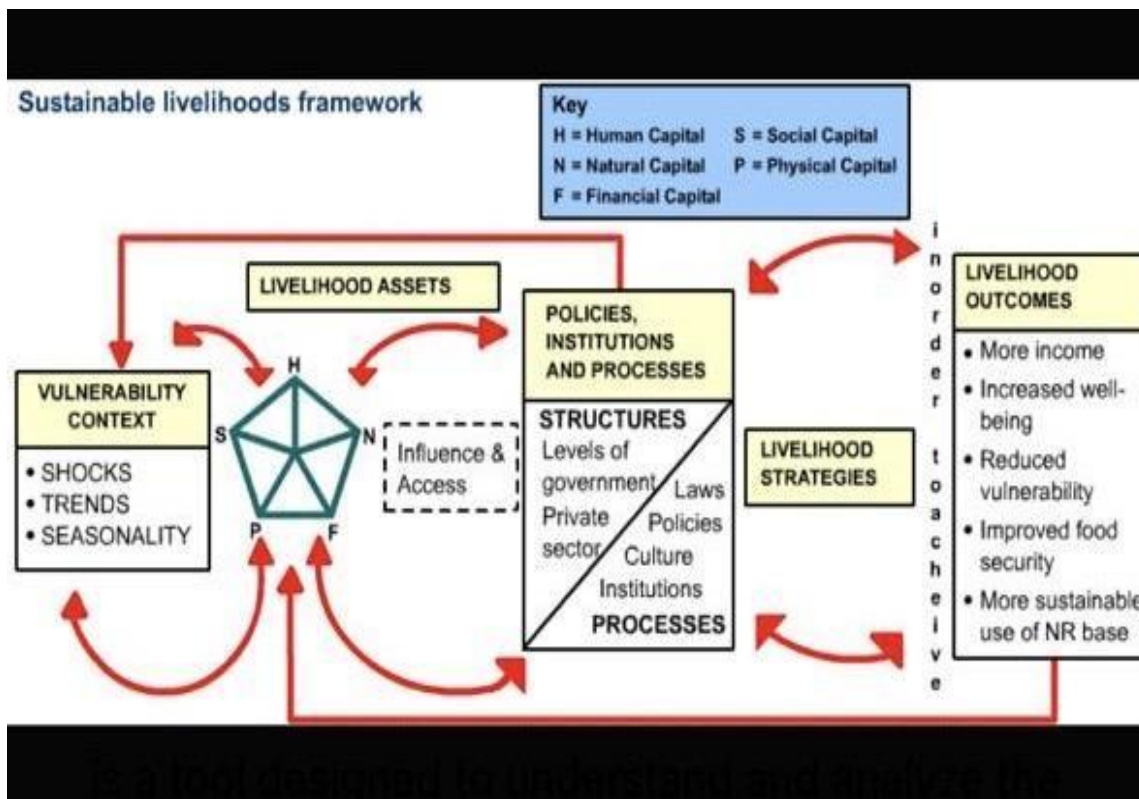 Sustainable livelihoods framework
Key
H = Human Capital S = Social Capital
N = Natural Capital P = Physical Capital
F = Financial Capital
LIVELIHOOD ASSETS
VULNERABILITY
CONTEXT
• SHOCKS
• TRENDS
• SEASONALITY
H
S
N
P
F
Influence &
Access
POLICIES,
INSTITUTIONS
AND PROCESSES
STRUCTURES
Levels of
government
Private
sector
Laws
Policies
Culture
Institutions
PROCESSES
LIVELIHOOD
STRATEGIES
in order to acheive
LIVELIHOOD
OUTCOMES
• More income
• Increased well-
being
• Reduced
vulnerability
• Improved food
security
• More sustainable
use of NR base
is a tool designed to understand and analyze the